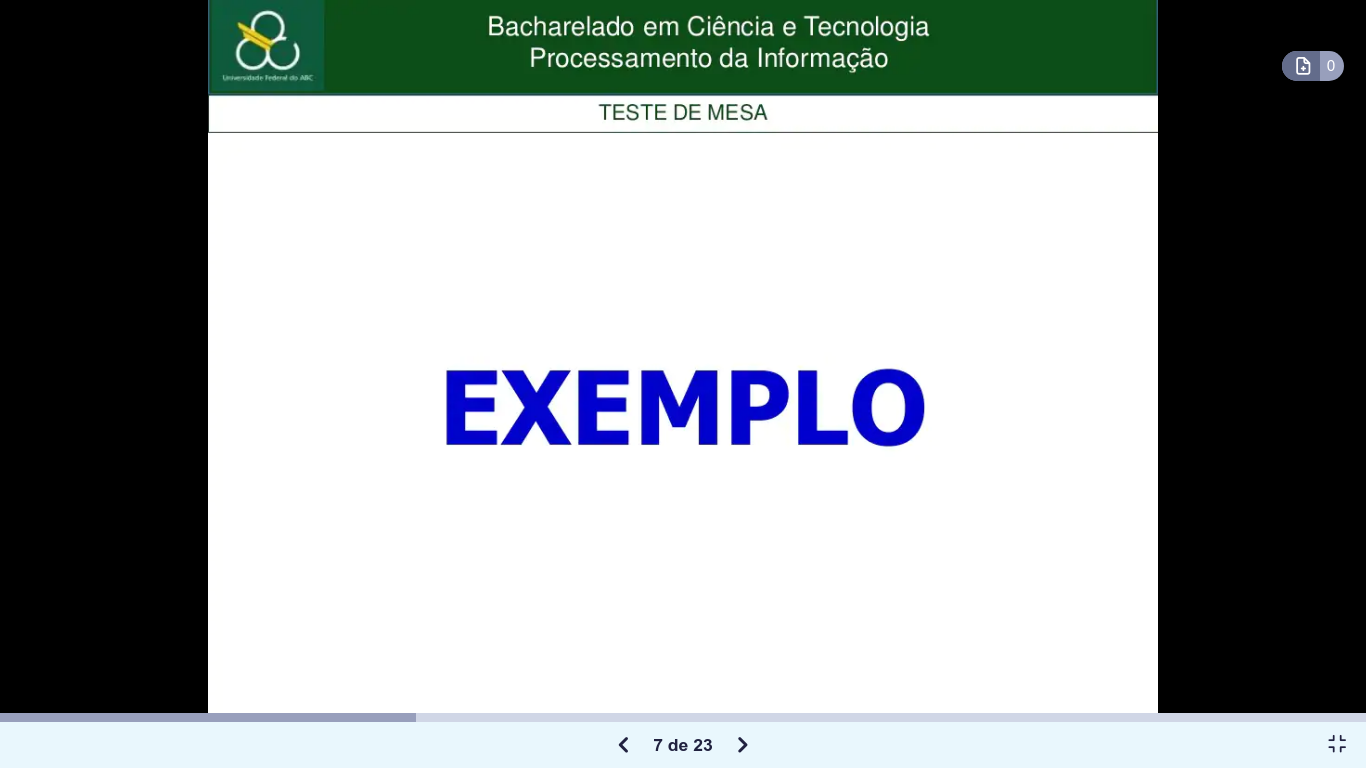 Bacharelado em Ciência e Tecnologia
Processamento da Informação
Universidade Federal do ABC
0
TESTE DE MESA
EXEMPLO
7 de 23